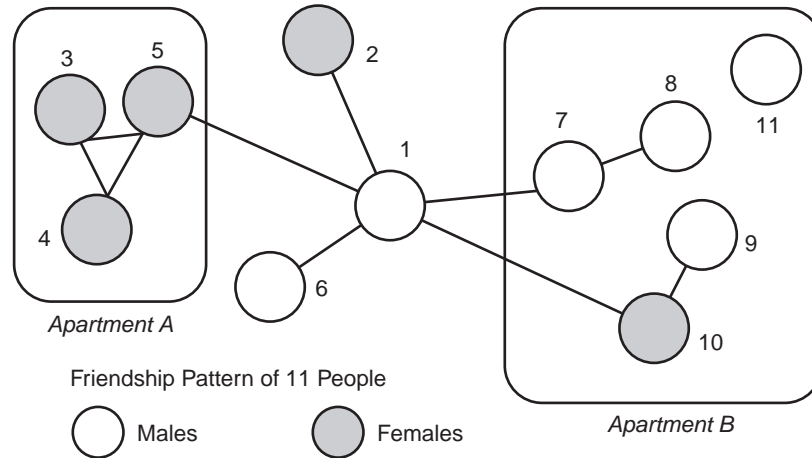 3
5
2
8
7
11
1
4
9
6
10
Apartment A
Friendship Pattern of 11 People
Males
Females
Apartment B